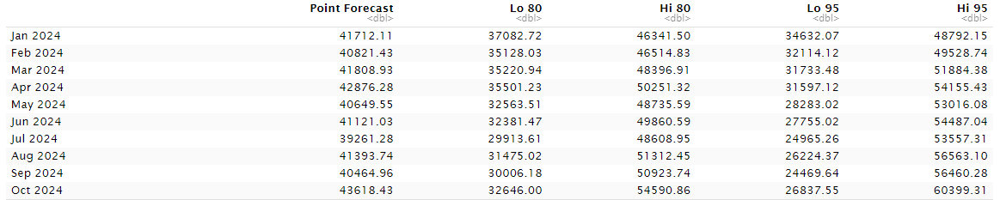 Point Forecast Lo 80 Hi 80 Lo 95 Hi 95
<dbl> <dbl> <dbl> <dbl> <dbl>
Jan 2024 41712.11 37082.72 46341.50 34632.07 48792.15
Feb 2024 40821.43 35128.03 46514.83 32114.12 49528.74
Mar 2024 41808.93 35220.94 48396.91 31733.48 51884.38
Apr 2024 42876.28 35501.23 50251.32 31597.12 54155.43
May 2024 40649.55 32563.51 48735.59 28283.02 53016.08
Jun 2024 41121.03 32381.47 49860.59 27755.02 54487.04
Jul 2024 39261.28 29913.61 48608.95 24965.26 53557.31
Aug 2024 41393.74 31475.02 51312.45 26224.37 56563.10
Sep 2024 40464.96 30006.18 50923.74 24469.64 56460.28
Oct 2024 43618.43 32646.00 54590.86 26837.55 60399.31